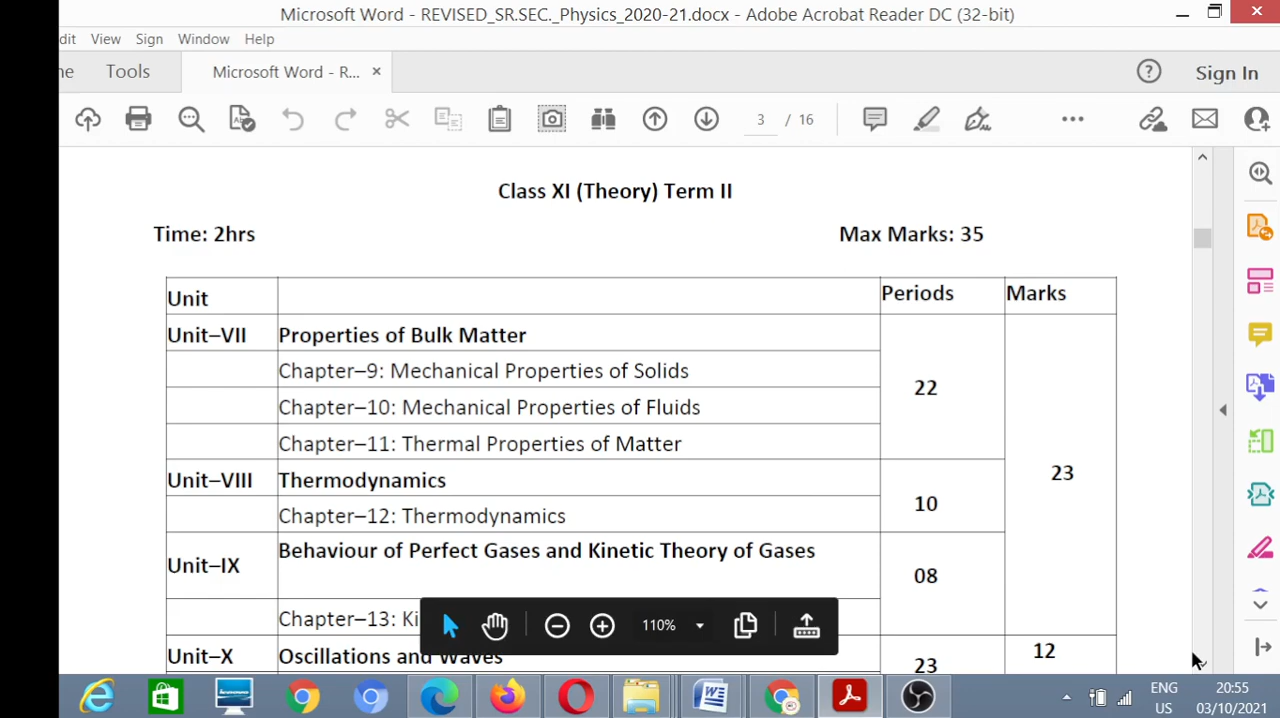 Microsoft Word - REVISED_SR.SEC._Physics_2020-21.docx - Adobe Acrobat Reader DC (32-bit)
dit View Sign Window Help
me Tools Microsoft Word - R... × Sign In
3 / 16
Class XI (Theory) Term II
Time: 2hrs Max Marks: 35
Unit Periods Marks
Unit–VII Properties of Bulk Matter
Chapter–9: Mechanical Properties of Solids
22
Chapter–10: Mechanical Properties of Fluids
Chapter–11: Thermal Properties of Matter
23
Unit–VIII Thermodynamics
10
Chapter–12: Thermodynamics
Unit–IX Behaviour of Perfect Gases and Kinetic Theory of Gases
08
Chapter–13: Ki
110%
Unit–X Oscillations and Waves
23 12
ENG 20:55
US 03/10/2021